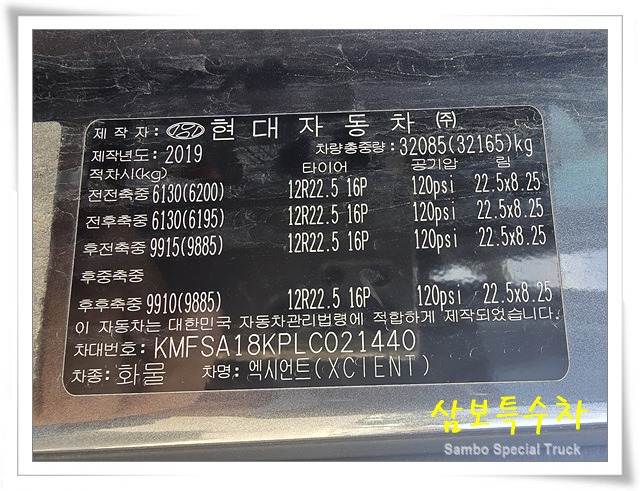 제 작 자: 현 대 자 동 차 ㈜
제작년도: 2019 차량총중량: 32085(32165)kg
적차시(kg) 타이어 공기압 림
전전축중 6130(6200) 12R22.5 16P 120psi 22.5x8.25
전후축중 6130(6195) 12R22.5 16P 120psi 22.5x8.25
후전축중 9915(9885) 12R22.5 16P 120psi 22.5x8.25
후중축중
후후축중 9910(9885) 12R22.5 16P 120psi 22.5x8.25
이 자동차는 대한민국 자동차관리법령에 적합하게 제작되었습니다.
차대번호: KMFSA18KPLC021440
차종: 화물 차명: 엑시언트(XCIENT)
삼보특수차
Sambo Special Truck